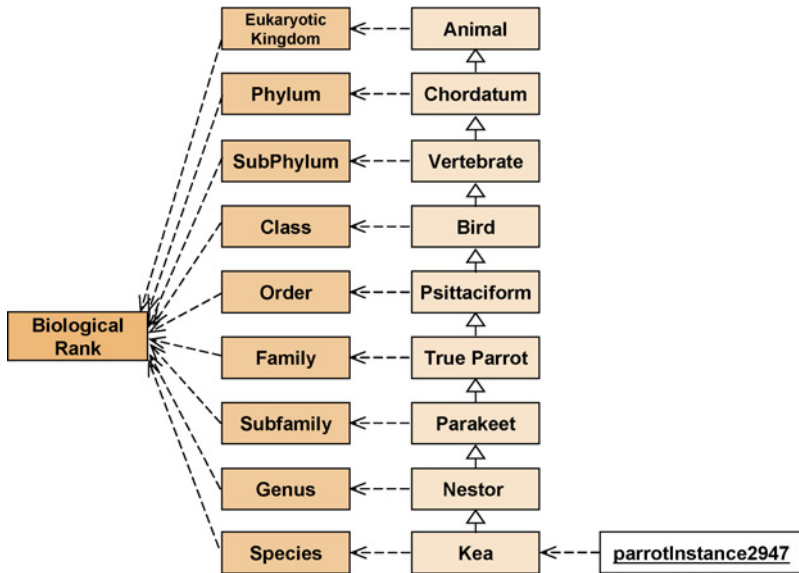 Eukaryotic
Kingdom
Animal
Phylum
Chordatum
SubPhylum
Vertebrate
Class
Bird
Order
Psittaciform
Biological
Rank
Family
True Parrot
Subfamily
Parakeet
Genus
Nestor
Species
Kea
parrotInstance2947